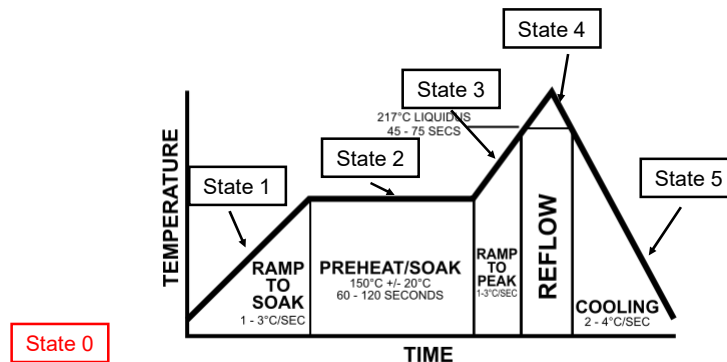 State 4
State 3
217°C LIQUIDUS
45 - 75 SECS
State 2
State 1
State 5
TEMPERATURE
RAMP
TO
SOAK
1 - 3°C/SEC
PREHEAT/SOAK
150°C +/- 20°C
60 - 120 SECONDS
RAMP
TO
PEAK
1-3°C/SEC
REFLOW
COOLING
2 - 4°C/SEC
State 0
TIME